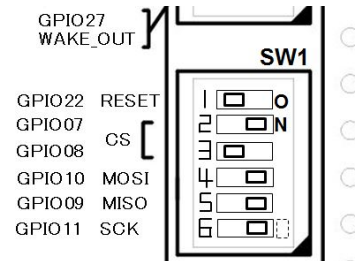 GPIO27
WAKE_OUT
SW1
GPIO22 RESET 1 O
GPIO07 2 N
CS
GPIO08 3
GPIO10 MOSI 4
GPIO09 MISO 5
GPIO11 SCK 6